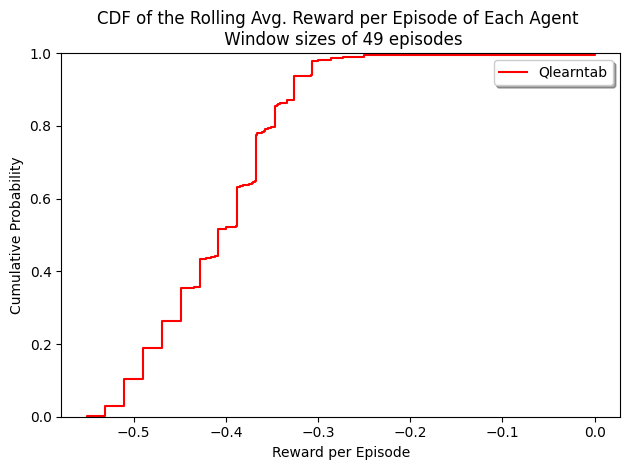 CDF of the Rolling Avg. Reward per Episode of Each Agent
Window sizes of 49 episodes
Qlearntab
Cumulative Probability
1.0
0.8
0.6
0.4
0.2
0.0
−0.5 −0.4 −0.3 −0.2 −0.1 0.0
Reward per Episode